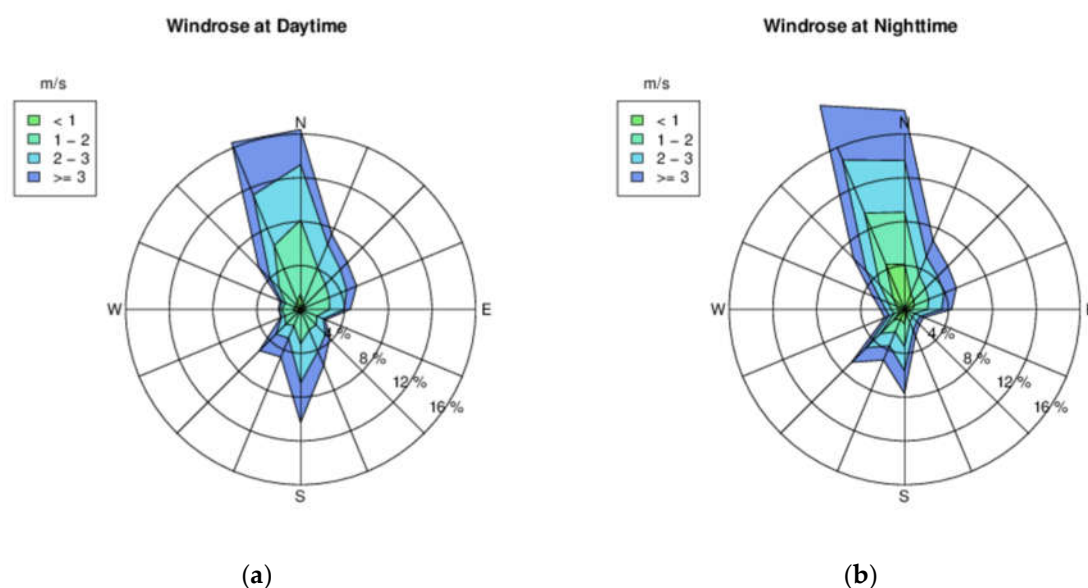 Windrose at Daytime
m/s
< 1
1 – 2
2 – 3
>= 3
N
W
E
S
4 %
8 %
12 %
16 %
(a)
Windrose at Nighttime
m/s
< 1
1 – 2
2 – 3
>= 3
N
W
S
4 %
8 %
12 %
16 %
(b)